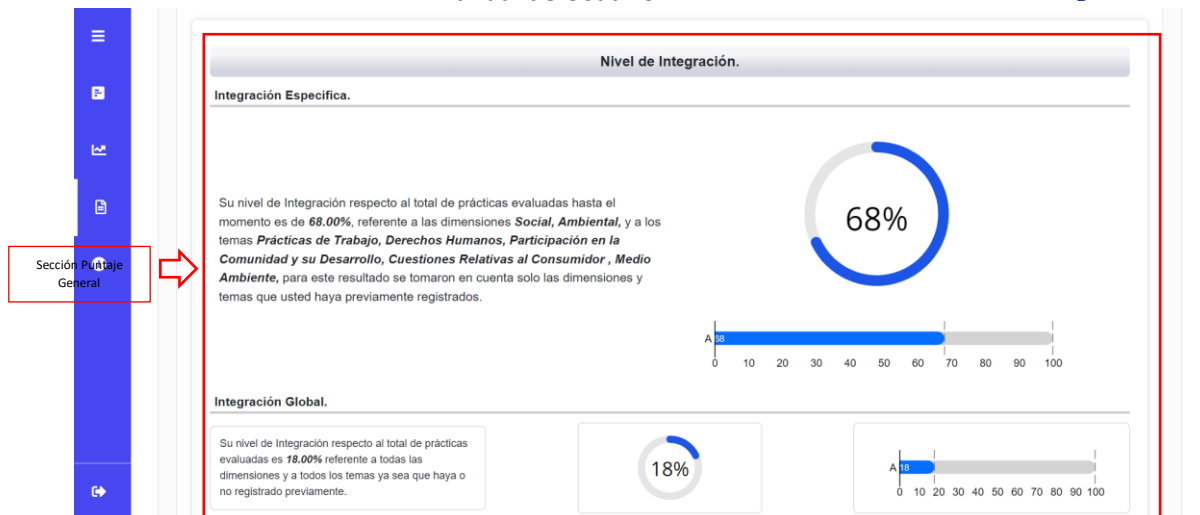 Nivel de Integración.
Integración Especifica.
Su nivel de Integración respecto al total de prácticas evaluadas hasta el
momento es de 68.00%, referente a las dimensiones Social, Ambiental, y a los
temas Prácticas de Trabajo, Derechos Humanos, Participación en la
Comunidad y su Desarrollo, Cuestiones Relativas al Consumidor , Medio
Ambiente, para este resultado se tomaron en cuenta solo las dimensiones y
temas que usted haya previamente registrados.
68%
Sección Puntaje
General
A 68
0 10 20 30 40 50 60 70 80 90 100
Integración Global.
Su nivel de Integración respecto al total de prácticas
evaluadas es 18.00% referente a todas las
dimensiones y a todos los temas ya sea que haya o
no registrado previamente.
18%
A 18
0 10 20 30 40 50 60 70 80 90 100